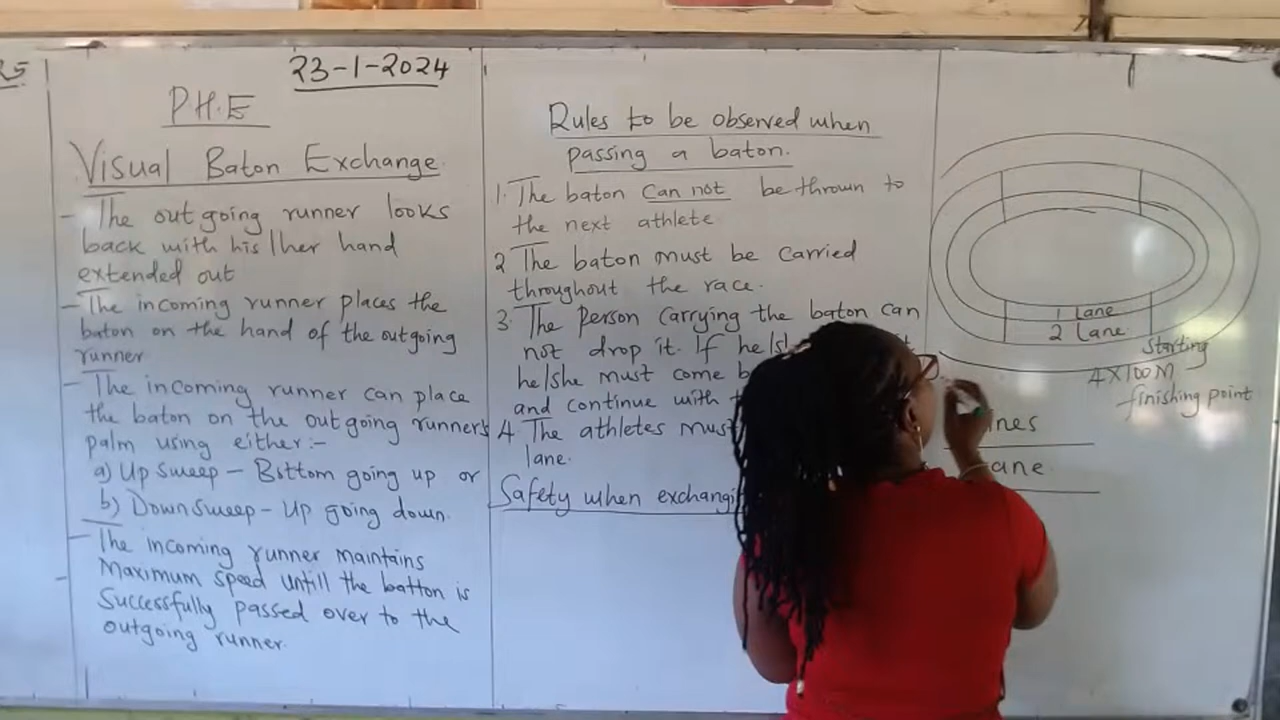 23-1-2024
P.H.E
Visual Baton Exchange.
- The out going runner looks
back with his/her hand
extended out
- The incoming runner places the
baton on the hand of the outgoing
runner
- The incoming runner can place
the baton on the outgoing runner's
palm using either:-
a) Up sweep - Bottom going up or
b) Down sweep - Up going down.
- The incoming runner maintains
Maximum speed untill the batton is
Successfully passed over to the
outgoing runner.
Rules to be observed when
passing a baton.
1. The baton can not be thrown to
the next athlete
2 The baton must be carried
throughout the race.
3. The person carrying the baton can
not drop it. If he/sh
he/she must come b
and continue with t
4 The athletes must
lane.
Safety when exchangi
1 Lane
2 Lane
Starting
4X100M
finishing point
ines
ane